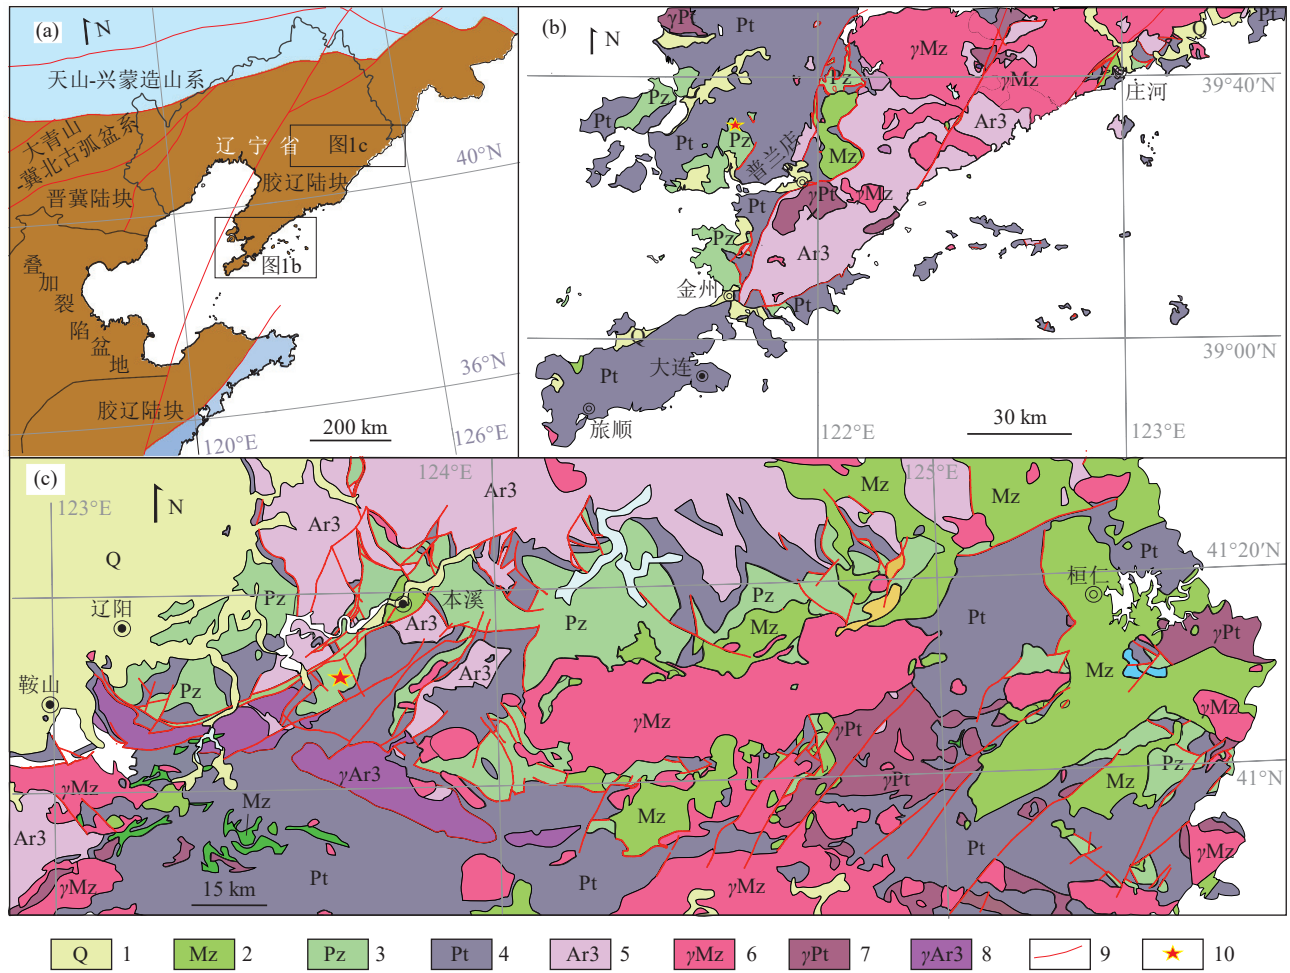 (a)
N
天山-兴蒙造山系
大青山
-冀北古弧盆系
辽宁省
图1c
40°N
晋冀陆块
胶辽陆块
图1b
叠加裂陷盆地
36°N
胶辽陆块
200 km
120°E
126°E
(b)
N
γPt
Pt
γMz
Q
Pt
Pz
γMz
庄河
39°40′N
Pz
Pt
Pt
Pz
Ar3
普兰店
Mz
Pt
γPt
γMz
Pz
Ar3
金州
Pt
Q
39°00′N
Pt
大连
旅顺
30 km
122°E
123°E
(c)
N
123°E
124°E
125°E
Ar3
Mz
Mz
Ar3
Q
Pt
41°20′N
桓仁
Pz
本溪
Pz
辽阳
Ar3
Pz
Mz
Pt
γPt
Ar3
Mz
Pz
鞍山
γMz
γMz
γPt
γAr3
γPt
Pz
41°N
γMz
Mz
Mz
Mz
Ar3
Pt
γMz
γMz
15 km
Pt
Pt
γMz
Q 1
Mz 2
Pz 3
Pt 4
Ar3 5
γMz 6
γPt 7
γAr3 8
9
10